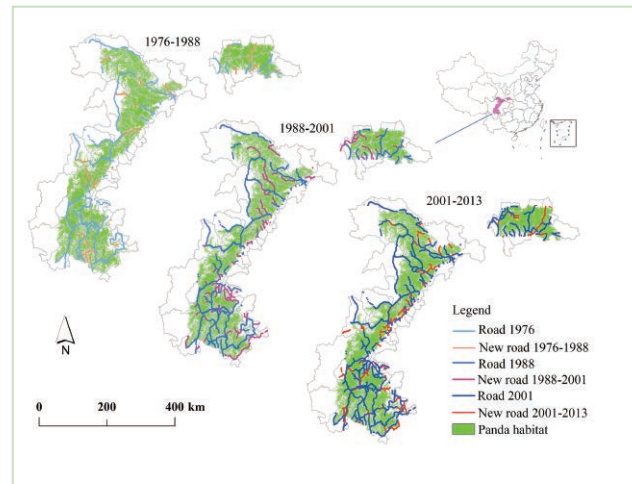 1976-1988
1988-2001
2001-2013
N
0 200 400 km
Legend
Road 1976
New road 1976-1988
Road 1988
New road 1988-2001
Road 2001
New road 2001-2013
Panda habitat